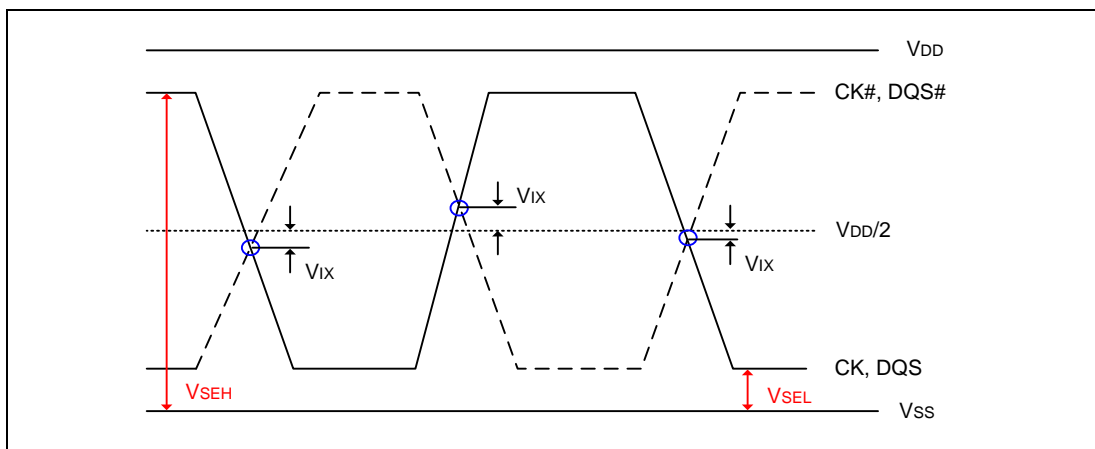 VDD
CK#, DQS#
VIX
VDD/2
VIX
VIX
CK, DQS
VSEH
VSEL
VSS